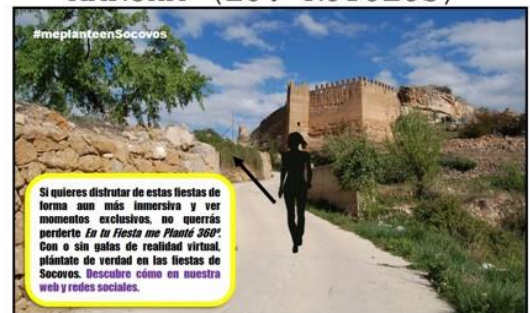 #meplanteenSocovos
Si quieres disfrutar de estas fiestas de
forma aun más inmersiva y ver
momentos exclusivos, no querrás
perderte En tu Fiesta me Planté 360º.
Con o sin gafas de realidad virtual,
plántate de verdad en las fiestas de
Socovos. Descubre cómo en nuestra
web y redes sociales.